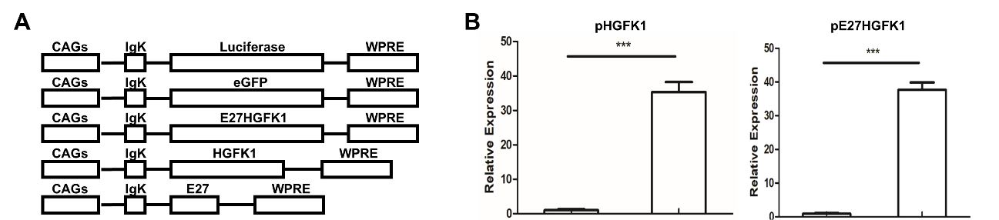 A
CAGs IgK Luciferase WPRE
CAGs IgK eGFP WPRE
CAGs IgK E27HGFK1 WPRE
CAGs IgK HGFK1 WPRE
CAGs IgK E27 WPRE
B
pHGFK1
Relative Expression
50
40
30
20
10
0
***
pE27HGFK1
Relative Expression
50
40
30
20
10
0
***